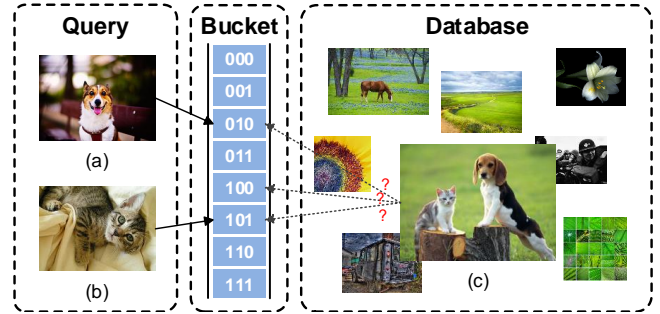 Query
Bucket
Database
000
001
010
011
100
101
110
111
(a)
(b)
?
?
?
(c)